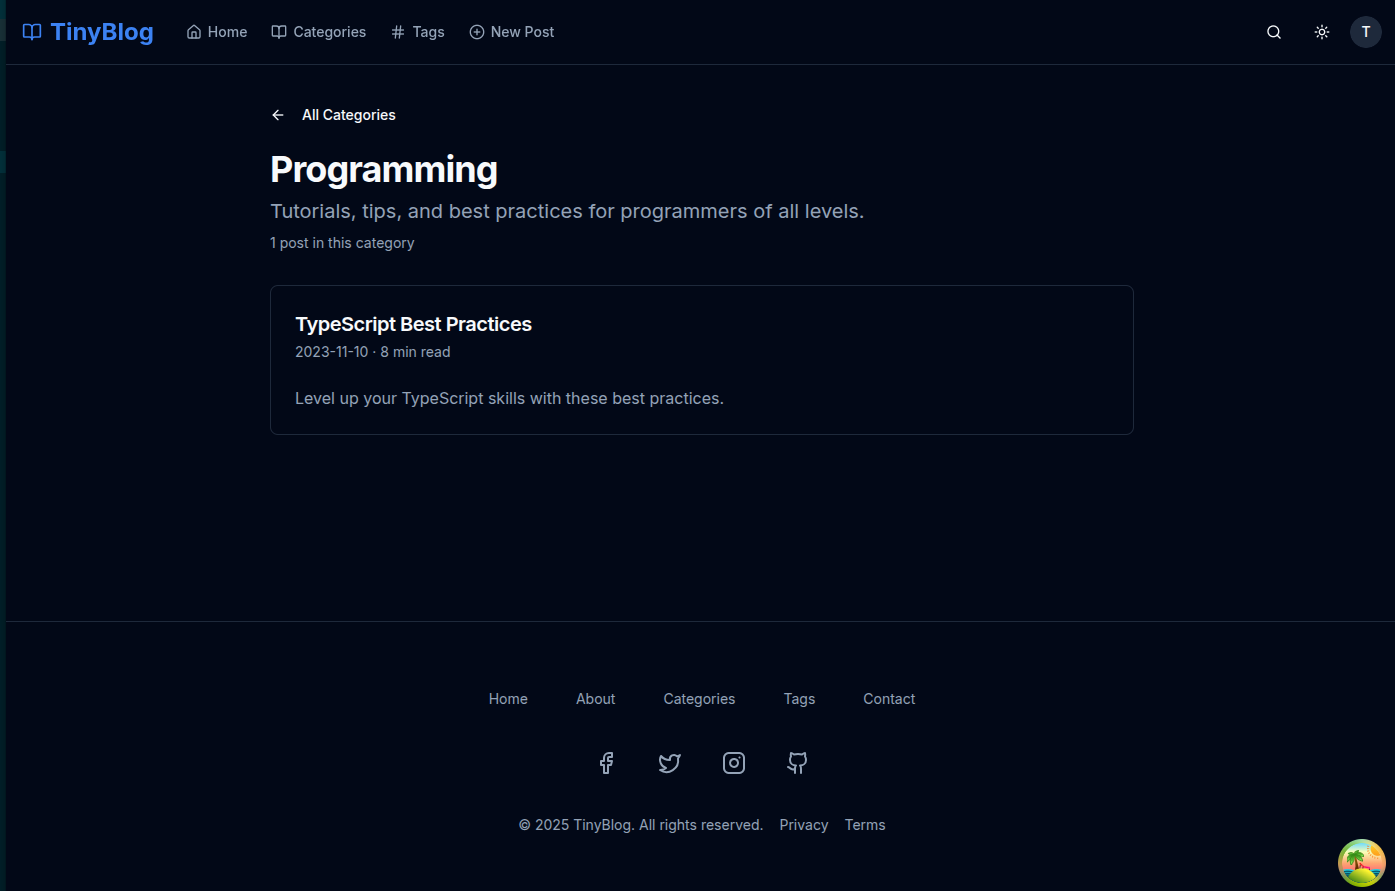 TinyBlog Home Categories Tags New Post T
All Categories
Programming
Tutorials, tips, and best practices for programmers of all levels.
1 post in this category
TypeScript Best Practices
2023-11-10 · 8 min read
Level up your TypeScript skills with these best practices.
Home About Categories Tags Contact
© 2025 TinyBlog. All rights reserved. Privacy Terms